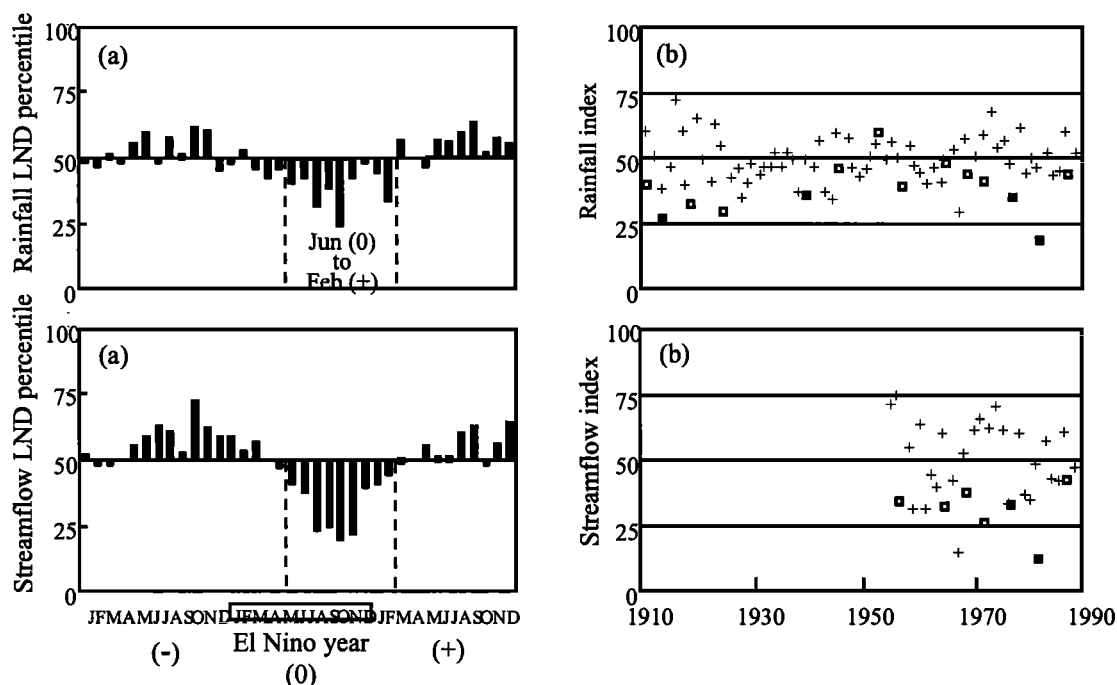 Rainfall LND percentile
100
75
50
25
0
(a)
Jun (0)
to
Feb (+)
Rainfall index
100
75
50
25
0
(b)
Streamflow LND percentile
100
75
50
25
0
(a)
JFMAMJJASOND JFMAMJJASOND JFMAMJJASOND
(-)
El Nino year
(0)
(+)
Streamflow index
100
75
50
25
0
(b)
1910 1930 1950 1970 1990